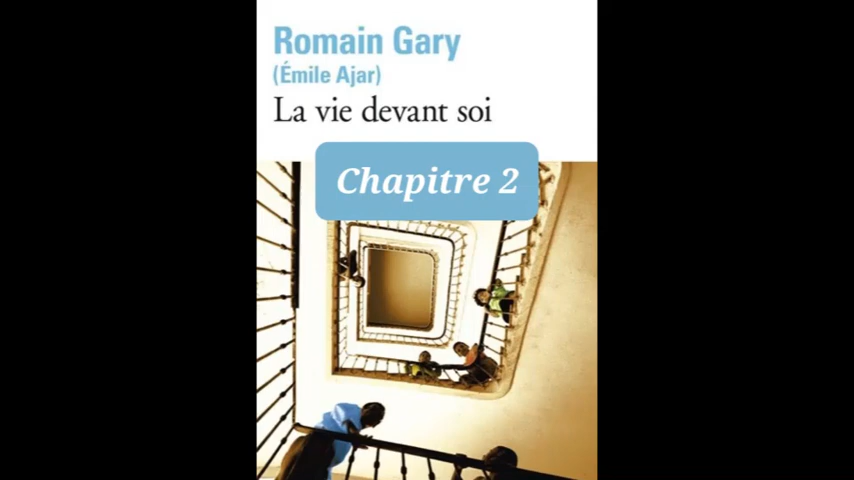 Romain Gary
(Émile Ajar)
La vie devant soi
Chapitre 2